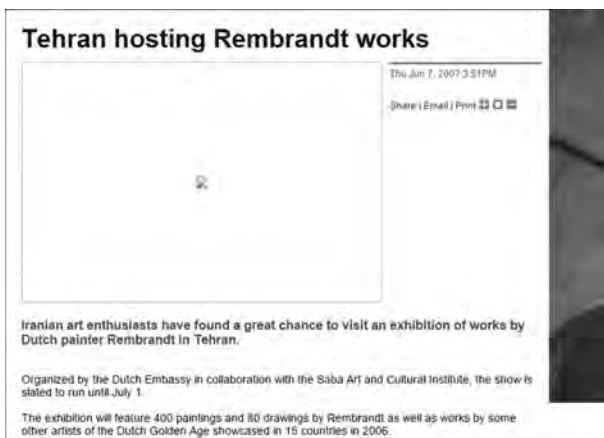 Tehran hosting Rembrandt works
Thu Jun 7, 2007 3:51PM
Share | Email | Print
Iranian art enthusiasts have found a great chance to visit an exhibition of works by
Dutch painter Rembrandt in Tehran.
Organized by the Dutch Embassy in collaboration with the Saba Art and Cultural Institute, the show is
slated to run until July 1.
The exhibition will feature 400 paintings and 80 drawings by Rembrandt as well as works by some
other artists of the Dutch Golden Age showcased in 15 countries in 2006.